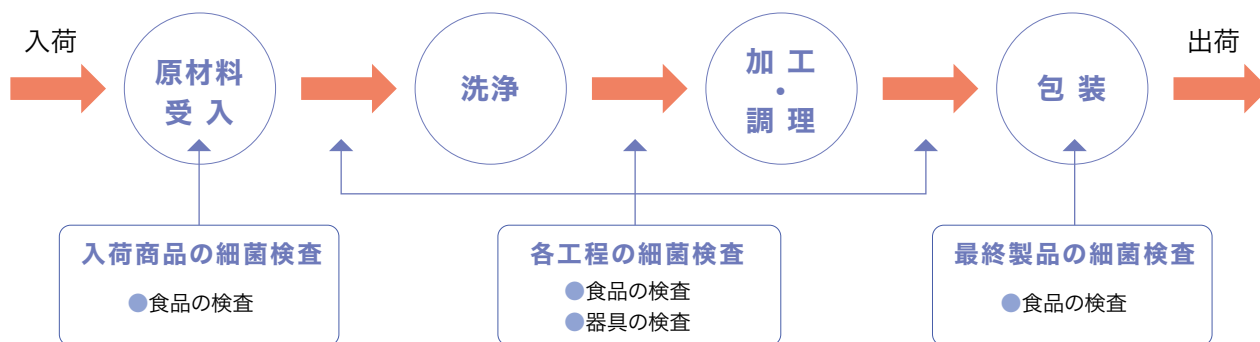 入荷
原材料
受入
洗浄
加工
・
調理
包装
出荷
入荷商品の細菌検査
●食品の検査
各工程の細菌検査
●食品の検査
●器具の検査
最終製品の細菌検査
●食品の検査